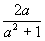 2a
a² + 1